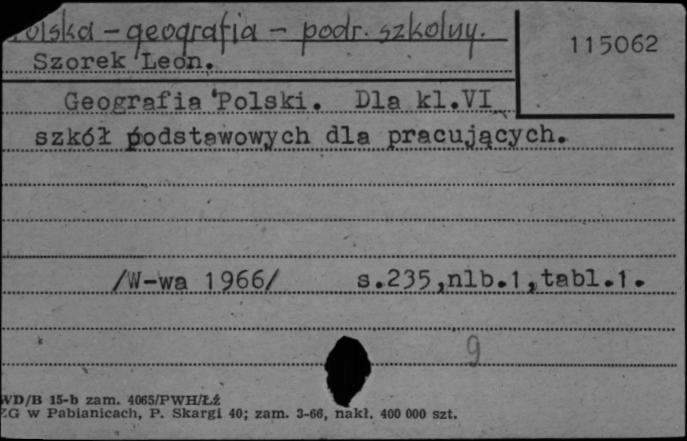 Polska - geografia - podr. szkolny.
115062
Szorek Leon.
Geografia Polski. Dla kl.VI
szkół podstawowych dla pracujących.
/W-wa 1966/ s.235,nlb.1,tabl.1.
9
WD/B 15-b zam. 4065/PWH/Łź
ZG w Pabianicach, P. Skargi 40; zam. 3-66, nakł. 400 000 szt.